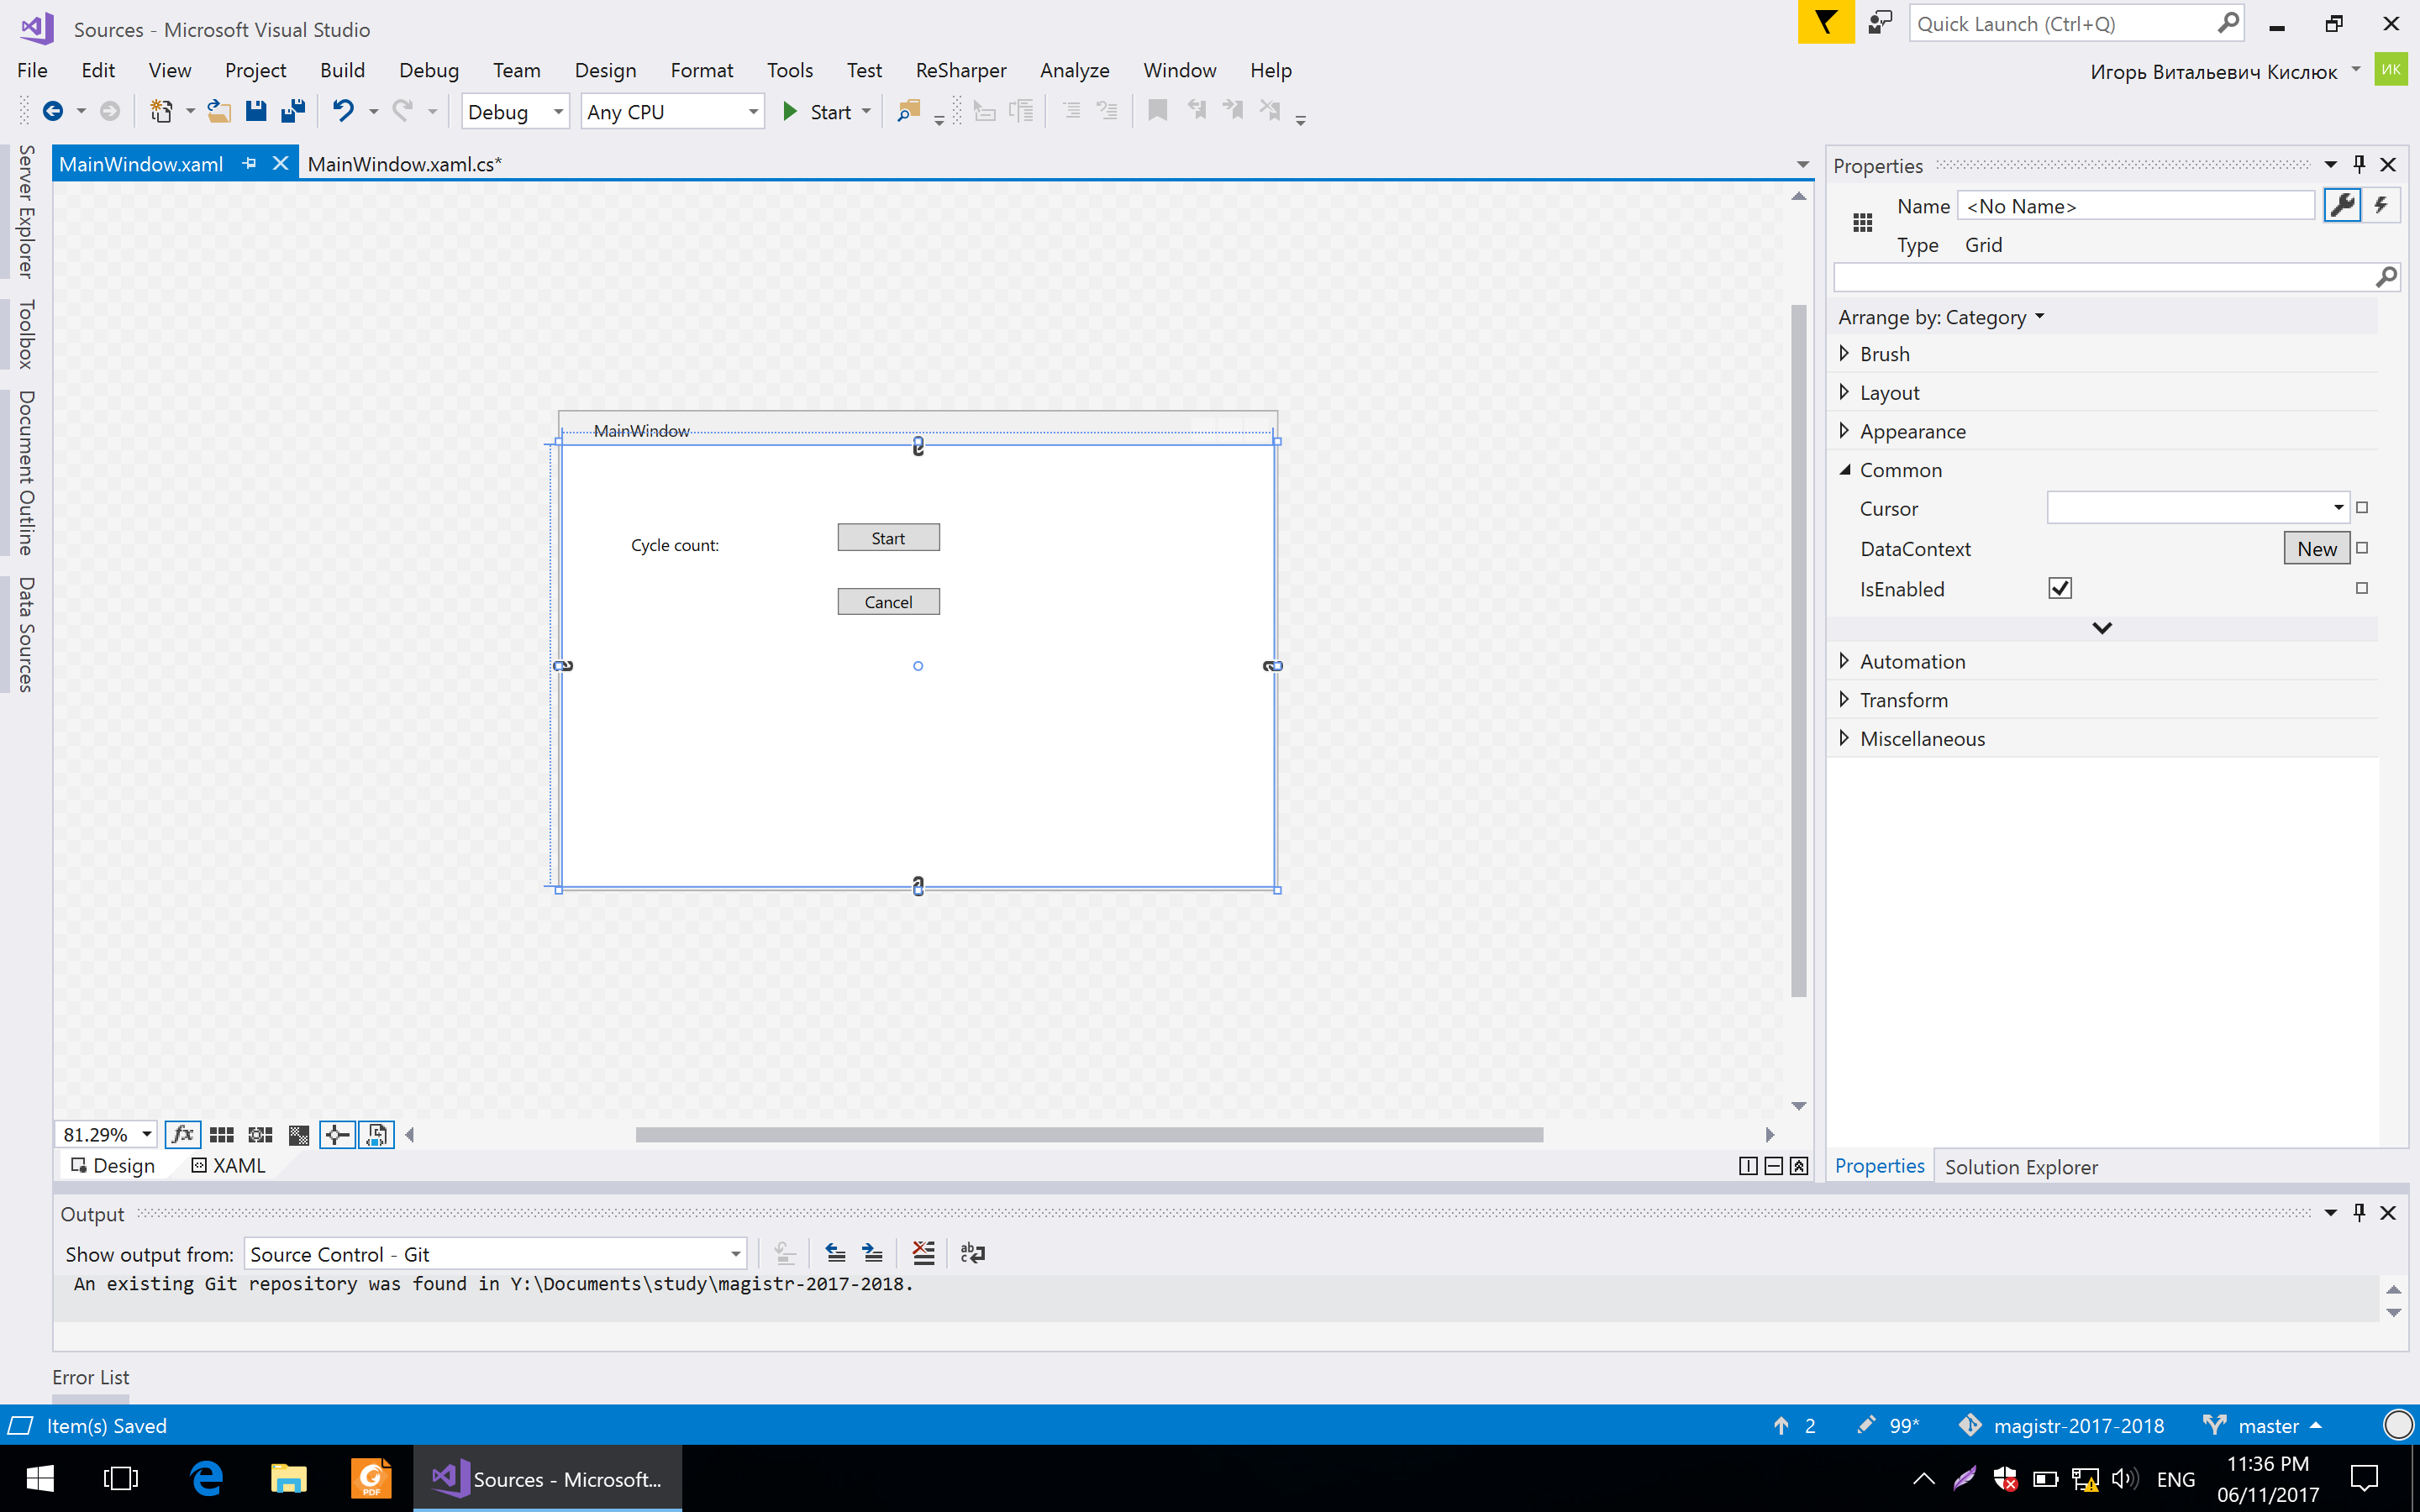 Sources - Microsoft Visual Studio
Quick Launch (Ctrl+Q)
File Edit View Project Build Debug Team Design Format Tools Test ReSharper Analyze Window Help
Игорь Витальевич Кислюк
ИК
Debug Any CPU Start
Server Explorer
Toolbox
Document Outline
Data Sources
MainWindow.xaml MainWindow.xaml.cs*
MainWindow
Cycle count:
Start
Cancel
81.29%
fx
Design XAML
Properties
Name <No Name>
Type Grid
Arrange by: Category
Brush
Layout
Appearance
Common
Cursor
DataContext New
IsEnabled
Automation
Transform
Miscellaneous
Properties Solution Explorer
Output
Show output from: Source Control - Git
An existing Git repository was found in Y:\Documents\study\magistr-2017-2018.
Error List
Item(s) Saved
2 99* magistr-2017-2018 master
PDF
Sources - Microsoft...
ENG
11:36 PM
06/11/2017